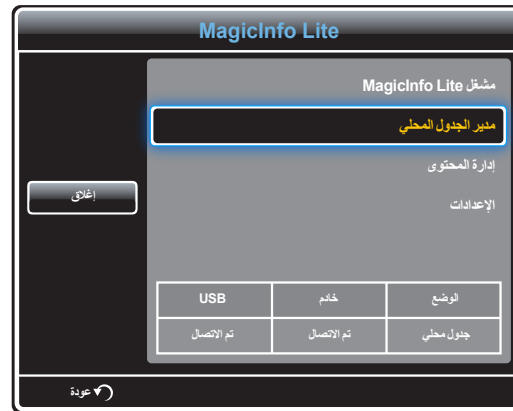 MagicInfo Lite
مشغل MagicInfo Lite
مدير الجدول المحلي
إدارة المحتوى
الإعدادات
إغلاق
الوضع خادم USB
جدول محلي تم الاتصال تم الاتصال
عودة